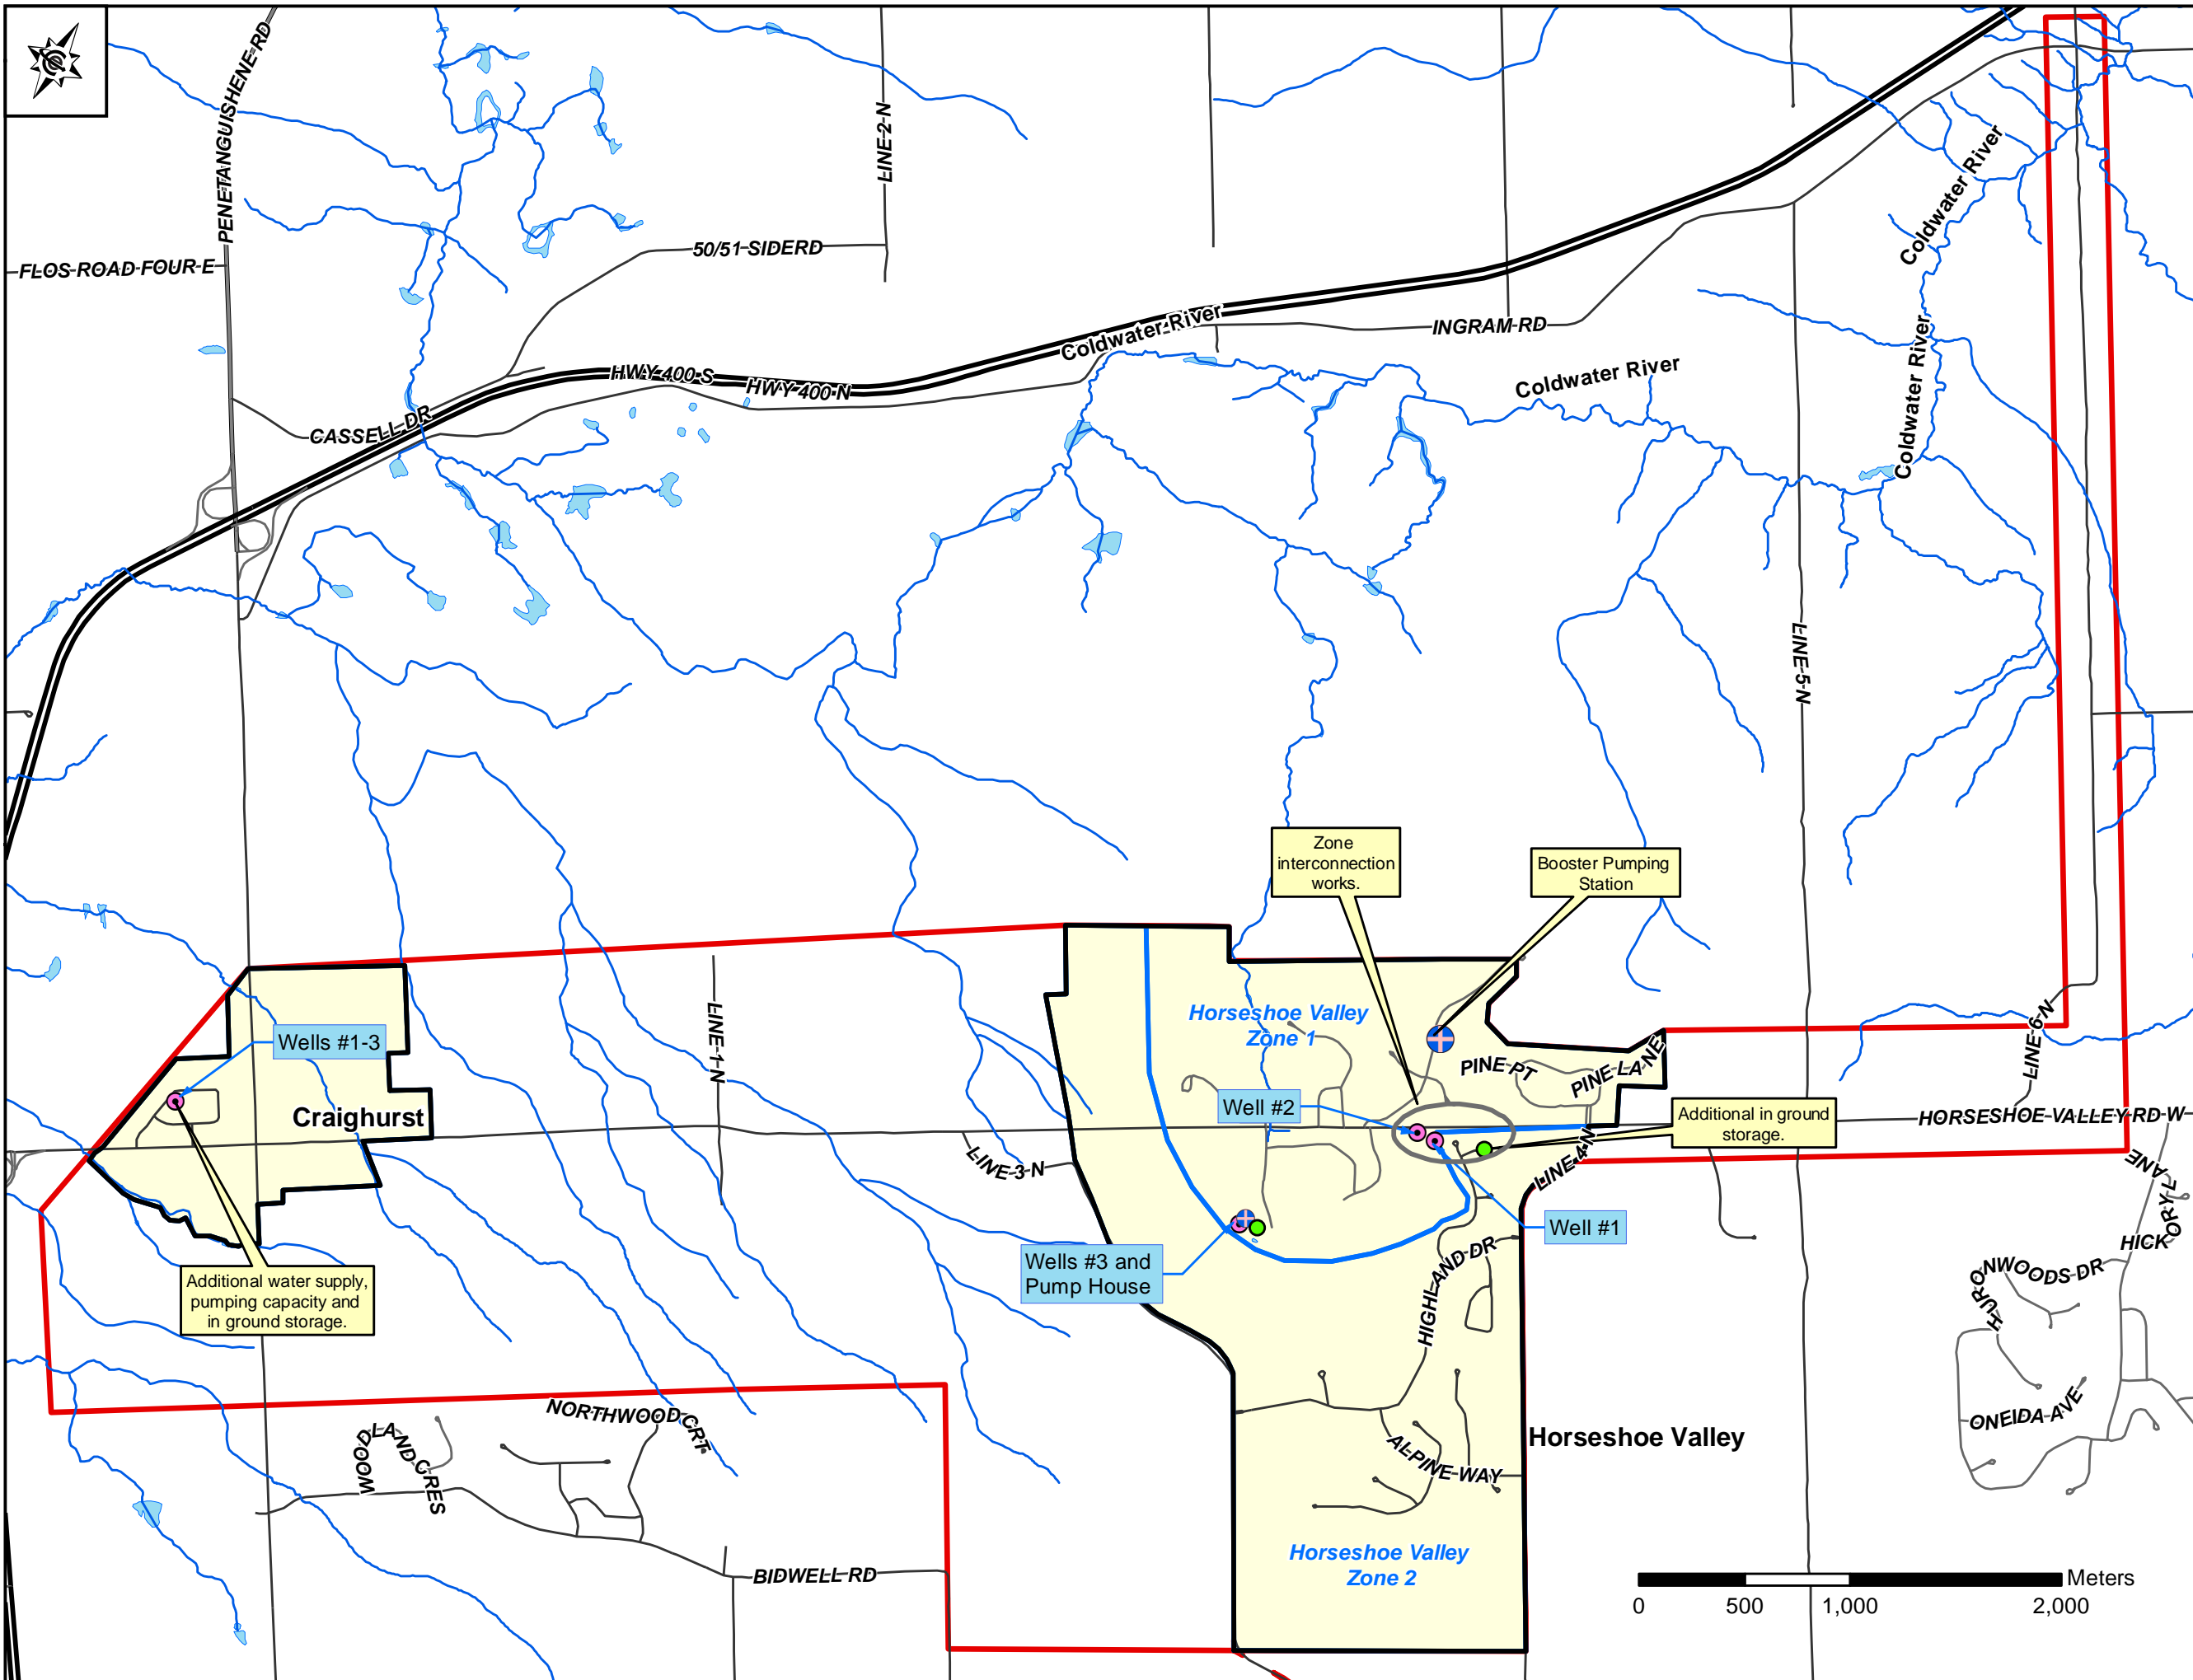 PENETANGUISHENE RD
LINE 2 N
FLOS ROAD FOUR E
50/51 SIDERD
Coldwater River
Coldwater River
INGRAM RD
Coldwater River
Coldwater River
HWY 400 S
HWY 400 N
CASSELL DR
LINE 5 N
Zone
interconnection
works.
Booster Pumping
Station
Horseshoe Valley
Zone 1
Wells #1-3
LINE 1 N
PINE PT
PINE LANE
LINE 6 N
Craighurst
Well #2
Additional in ground
storage.
HORSESHOE VALLEY RD W
LINE 3 N
LINE 4 N
HICKORY LANE
Well #1
Wells #3 and
Pump House
HIGHLAND DR
HURONWOODS DR
Additional water supply,
pumping capacity and
in ground storage.
NORTHWOOD CRT
WOODLAND CRES
ONEIDA AVE
ALPINE WAY
Horseshoe Valley
BIDWELL RD
Horseshoe Valley
Zone 2
Meters
0 500 1,000 2,000